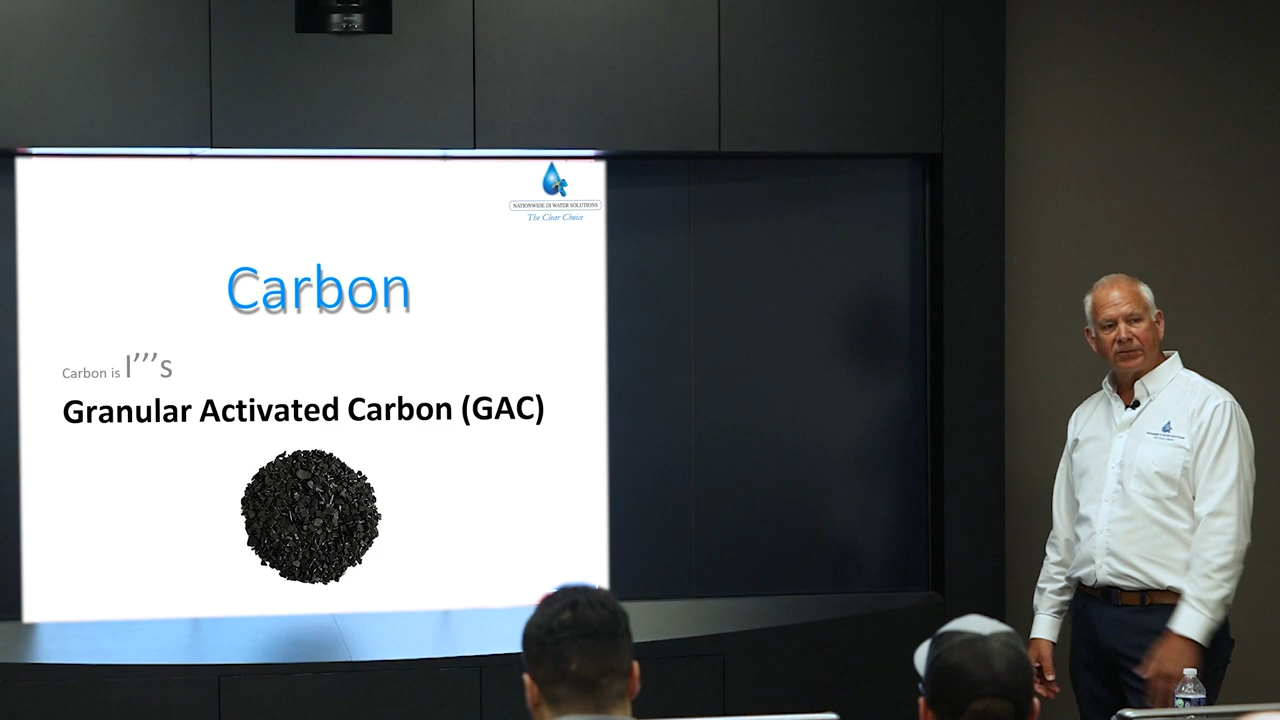 NATIONWIDE DI WATER SOLUTIONS
The Clear Choice
Carbon
Carbon is l’’’s
Granular Activated Carbon (GAC)